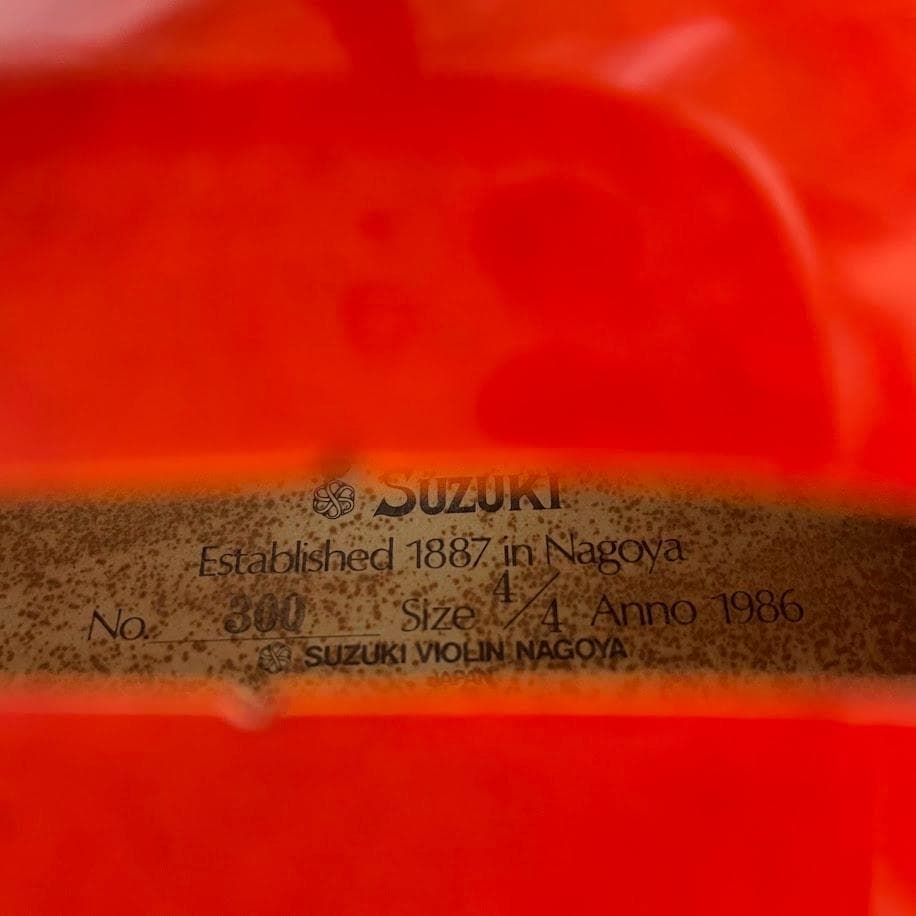 SUZUKI
Established 1887 in Nagoya
No. 300 Size 4/4 Anno 1986
SUZUKI VIOLIN NAGOYA
JAPAN